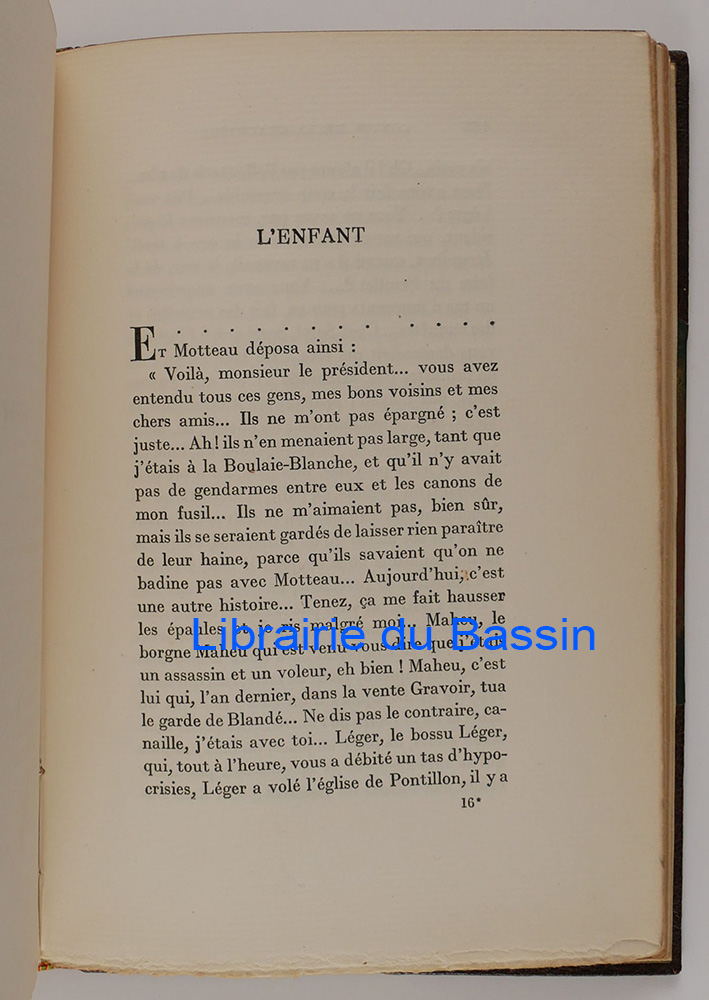 L'ENFANT
. . . . . . . . . . . .
ET Motteau déposa ainsi :
« Voilà, monsieur le président... vous avez
entendu tous ces gens, mes bons voisins et mes
chers amis... Ils ne m'ont pas épargné ; c'est
juste... Ah ! ils n'en menaient pas large, tant que
j'étais à la Boulaie-Blanche, et qu'il n'y avait
pas de gendarmes entre eux et les canons de
mon fusil... Ils ne m'aimaient pas, bien sûr,
mais ils se seraient gardés de laisser rien paraître
de leur haine, parce qu'ils savaient qu'on ne
badine pas avec Motteau... Aujourd'hui, c'est
une autre histoire... Tenez, ça me fait hausser
les épaules et je ris malgré moi... Maheu, le
Librairie du Bassin
borgne Maheu qui est venu vous dire que j'étais
un assassin et un voleur, eh bien ! Maheu, c'est
lui qui, l'an dernier, dans la vente Gravoir, tua
le garde de Blandé... Ne dis pas le contraire, ca-
naille, j'étais avec toi... Léger, le bossu Léger,
qui, tout à l'heure, vous a débité un tas d'hypo-
crisies, Léger a volé l'église de Pontillon, il y a
16*